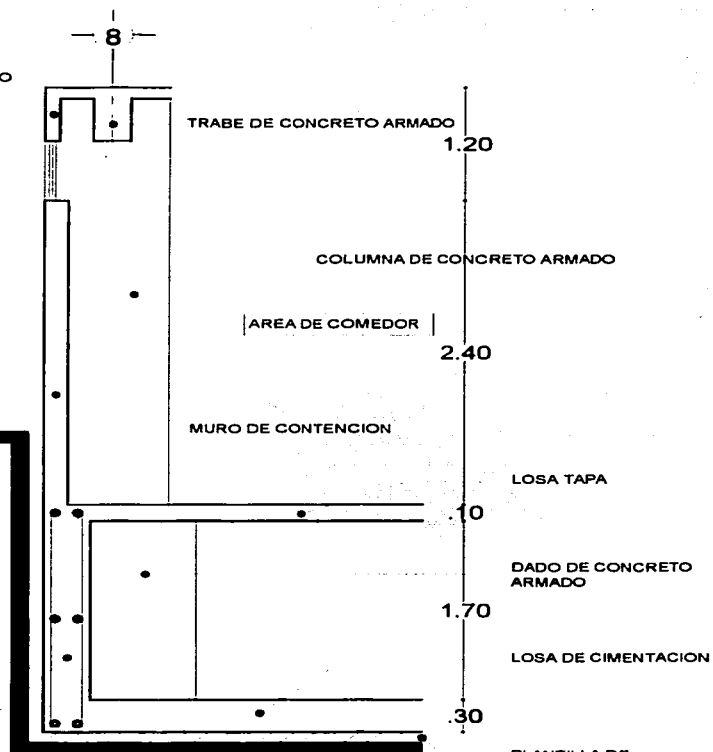 8
O
TRABE DE CONCRETO ARMADO
1.20
COLUMNA DE CONCRETO ARMADO
AREA DE COMEDOR
2.40
MURO DE CONTENCION
LOSA TAPA
.10
DADO DE CONCRETO
ARMADO
1.70
LOSA DE CIMENTACION
.30